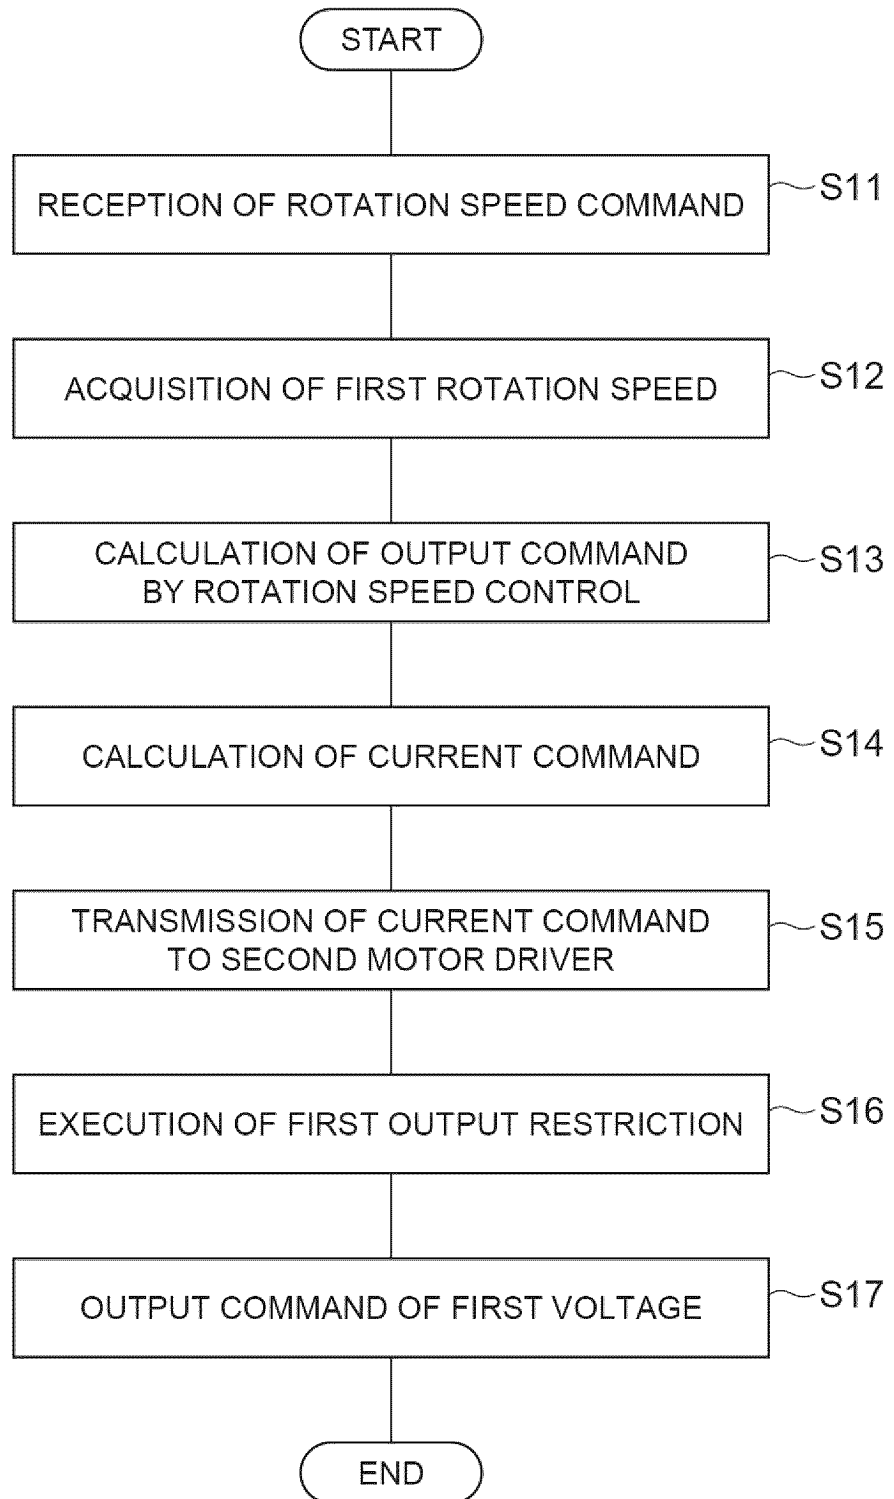 START
RECEPTION OF ROTATION SPEED COMMAND
S11
ACQUISITION OF FIRST ROTATION SPEED
S12
CALCULATION OF OUTPUT COMMAND
BY ROTATION SPEED CONTROL
S13
CALCULATION OF CURRENT COMMAND
S14
TRANSMISSION OF CURRENT COMMAND
TO SECOND MOTOR DRIVER
S15
EXECUTION OF FIRST OUTPUT RESTRICTION
S16
OUTPUT COMMAND OF FIRST VOLTAGE
S17
END